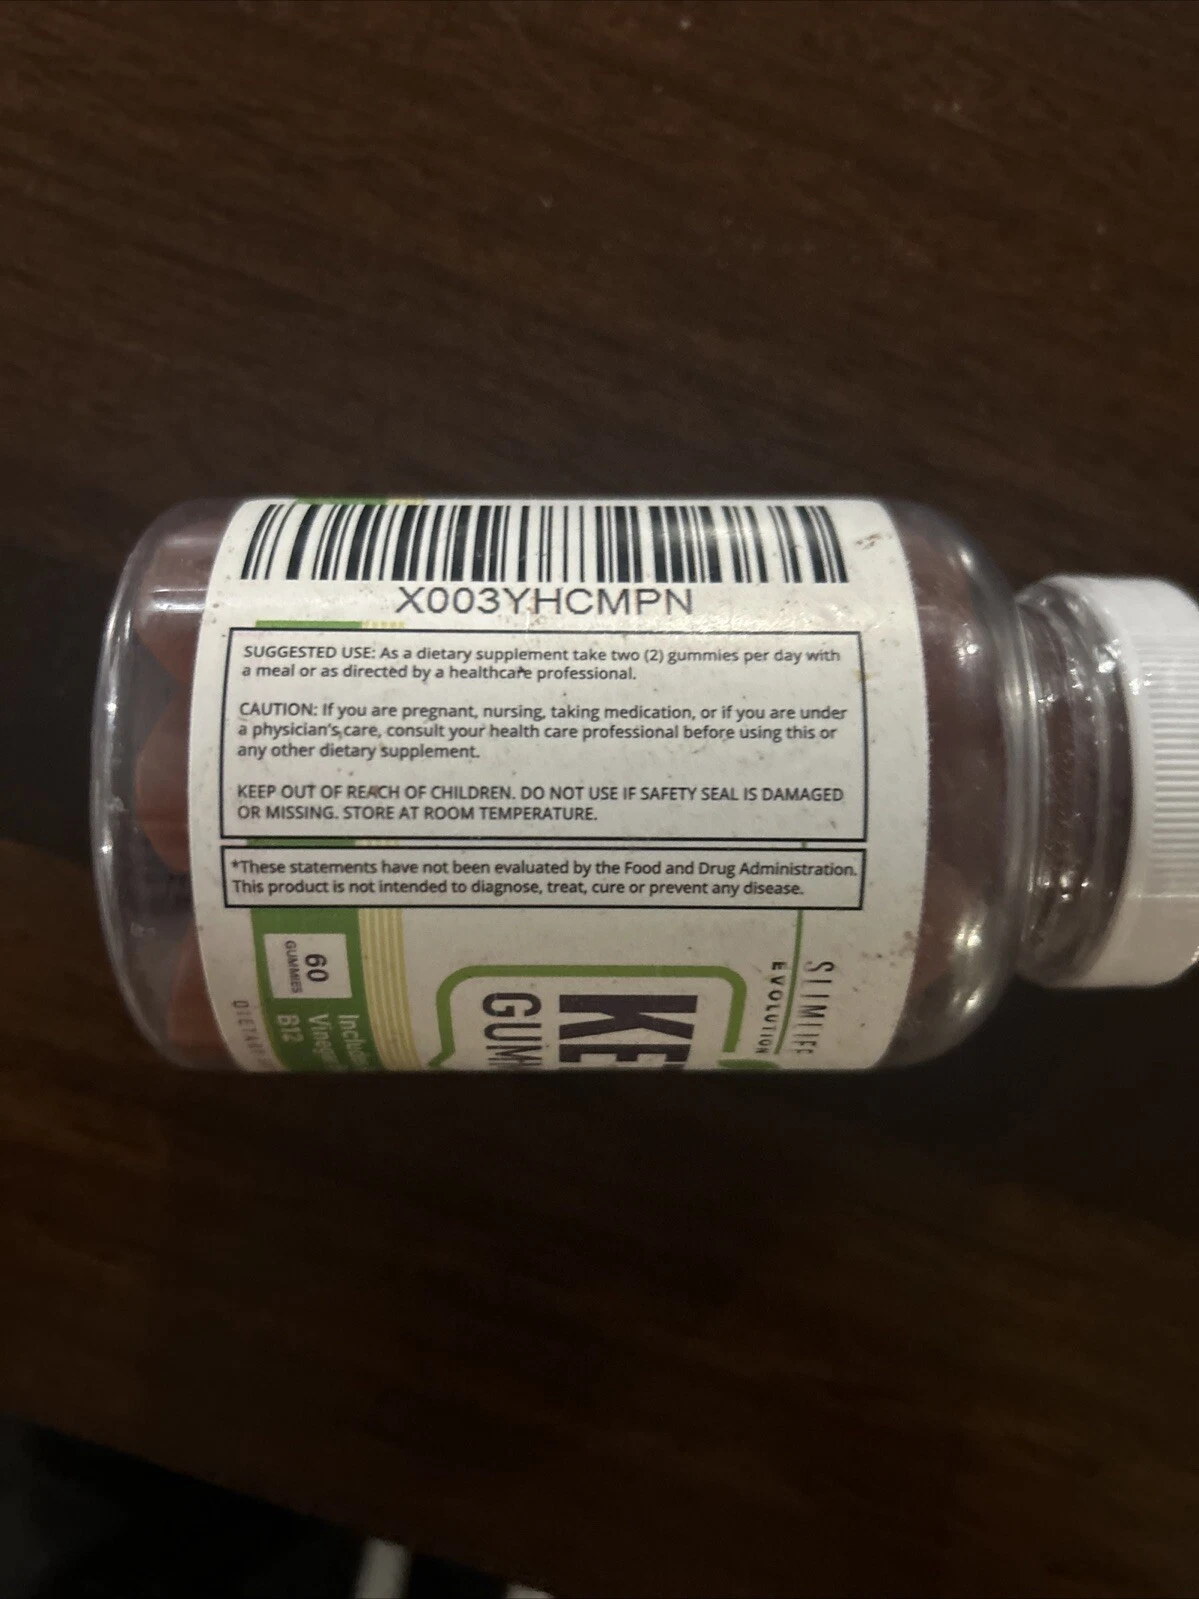 X003YHCMPN
SUGGESTED USE: As a dietary supplement take two (2) gummies per day with
a meal or as directed by a healthcare professional.
CAUTION: If you are pregnant, nursing, taking medication, or if you are under
a physician's care, consult your health care professional before using this or
any other dietary supplement.
KEEP OUT OF REACH OF CHILDREN. DO NOT USE IF SAFETY SEAL IS DAMAGED
OR MISSING. STORE AT ROOM TEMPERATURE.
*These statements have not been evaluated by the Food and Drug Administration.
This product is not intended to diagnose, treat, cure or prevent any disease.
SLIMLIFE
EVOLUTION
KE
GUM
60
GUMMIES
Inclu
Vineg
B12
DIETARY